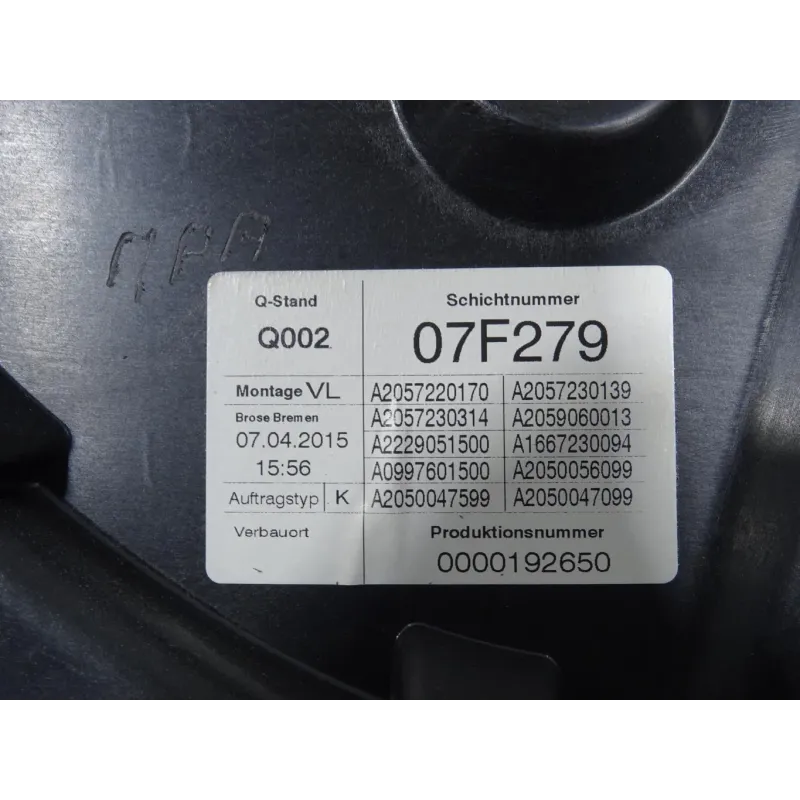 Q-Stand
Q002
Schichtnummer
07F279
Montage VL
A2057220170 A2057230139
Brose Bremen
A2057230314 A2059060013
07.04.2015
A2229051500 A1667230094
15:56
A0997601500 A2050056099
Auftragstyp K
A2050047599 A2050047099
Verbauort
Produktionsnummer
0000192650